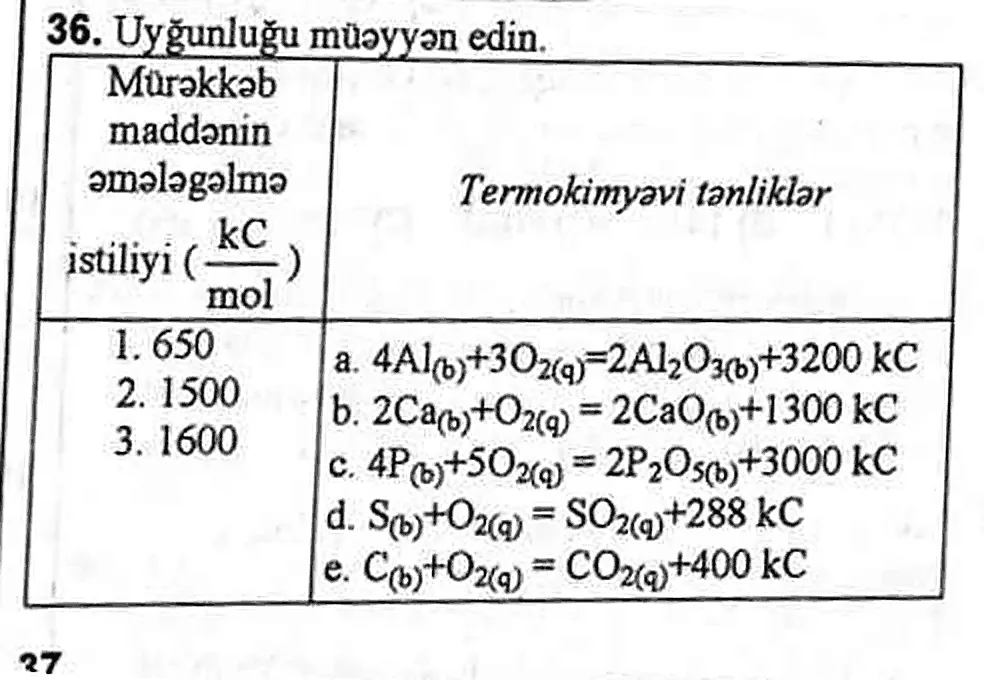 36. Uyğunluğu müəyyən edin.
Mürəkkəb
maddənin
əmələgəlmə
istiliyi (kC/mol)
Termokimyəvi tənliklər
1. 650
2. 1500
3. 1600
a. 4Al(b)+3O2(q)=2Al2O3(b)+3200 kC
b. 2Ca(b)+O2(q) = 2CaO(b)+1300 kC
c. 4P(b)+5O2(q) = 2P2O5(b)+3000 kC
d. S(b)+O2(q) = SO2(q)+288 kC
e. C(b)+O2(q) = CO2(q)+400 kC
37